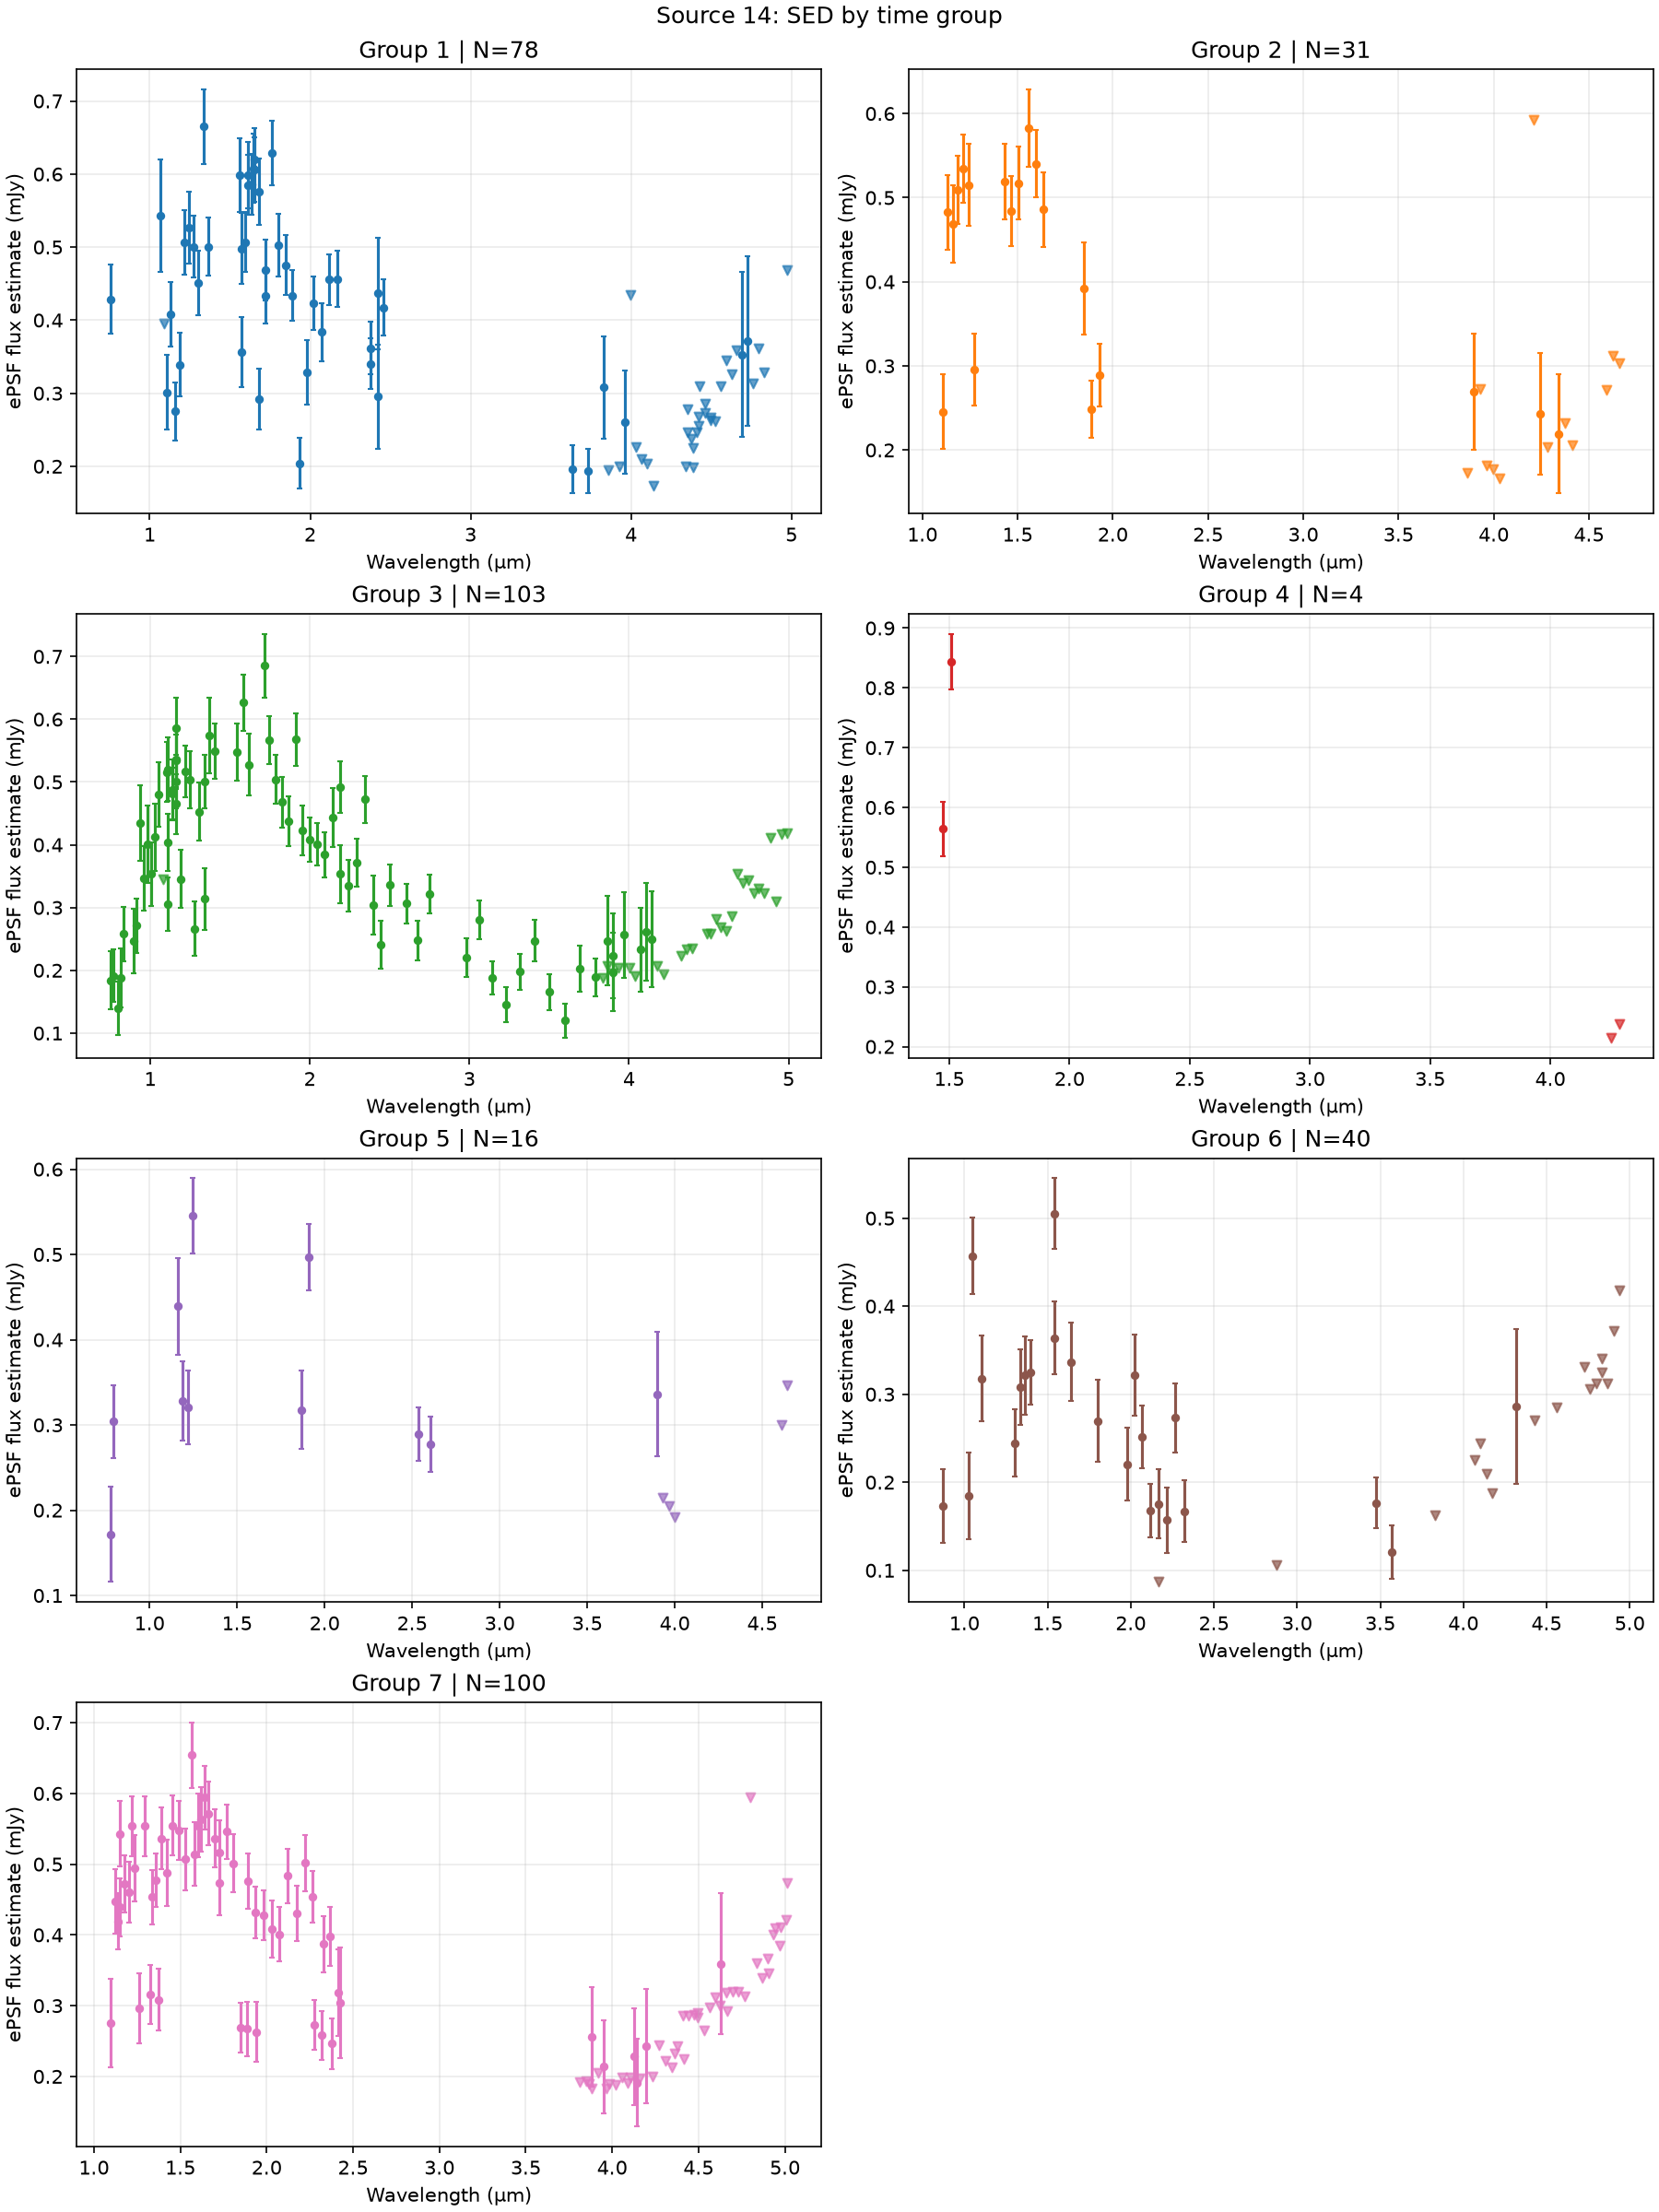 Source 14: SED by time group
Group 1 | N=78
ePSF flux estimate (mJy)
0.7
0.6
0.5
0.4
0.3
0.2
1 2 3 4 5
Wavelength (µm)
Group 2 | N=31
ePSF flux estimate (mJy)
0.6
0.5
0.4
0.3
0.2
1.0 1.5 2.0 2.5 3.0 3.5 4.0 4.5
Wavelength (µm)
Group 3 | N=103
ePSF flux estimate (mJy)
0.7
0.6
0.5
0.4
0.3
0.2
0.1
1 2 3 4 5
Wavelength (µm)
Group 4 | N=4
ePSF flux estimate (mJy)
0.9
0.8
0.7
0.6
0.5
0.4
0.3
0.2
1.5 2.0 2.5 3.0 3.5 4.0
Wavelength (µm)
Group 5 | N=16
ePSF flux estimate (mJy)
0.6
0.5
0.4
0.3
0.2
0.1
1.0 1.5 2.0 2.5 3.0 3.5 4.0 4.5
Wavelength (µm)
Group 6 | N=40
ePSF flux estimate (mJy)
0.5
0.4
0.3
0.2
0.1
1.0 1.5 2.0 2.5 3.0 3.5 4.0 4.5 5.0
Wavelength (µm)
Group 7 | N=100
ePSF flux estimate (mJy)
0.7
0.6
0.5
0.4
0.3
0.2
1.0 1.5 2.0 2.5 3.0 3.5 4.0 4.5 5.0
Wavelength (µm)